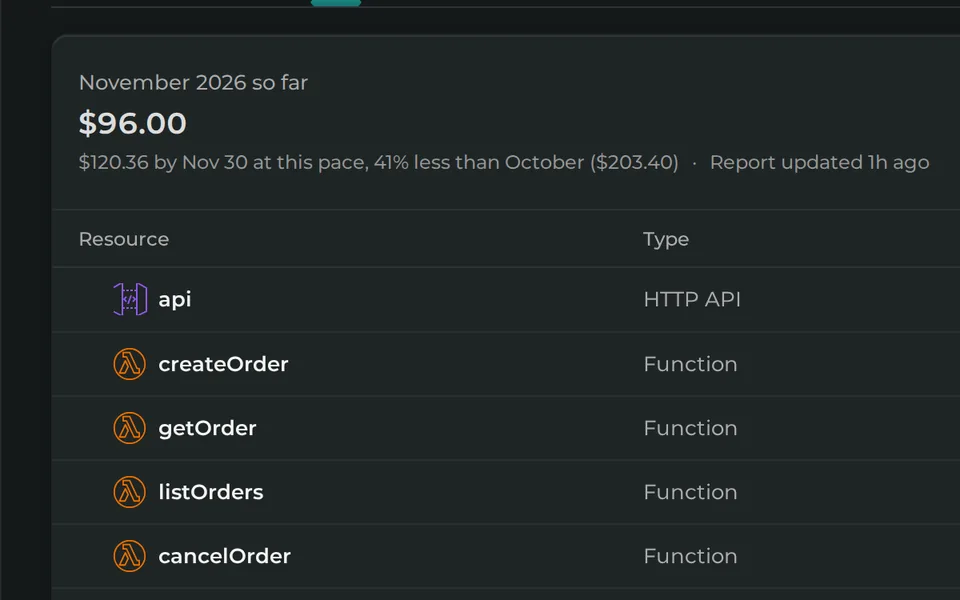 November 2026 so far
$96.00
$120.36 by Nov 30 at this pace, 41% less than October ($203.40) · Report updated 1h ago
Resource Type
api HTTP API
createOrder Function
getOrder Function
listOrders Function
cancelOrder Function